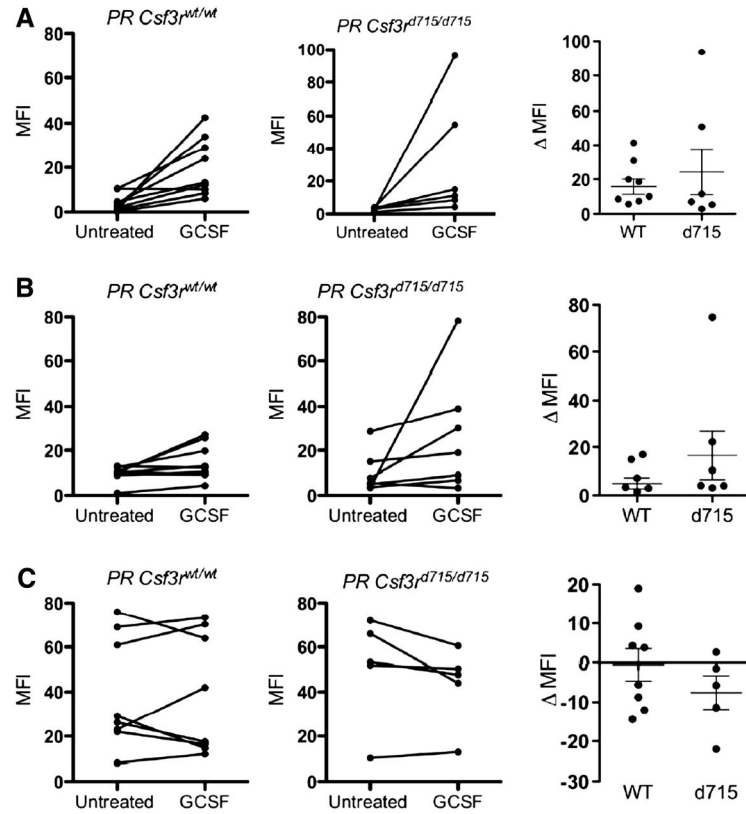 A
PR Csf3r^wt/wt
PR Csf3r^d715/d715
80
60
40
20
0
MFI
Untreated
GCSF
100
80
60
40
20
0
MFI
Untreated
GCSF
100
80
60
40
20
0
Δ MFI
WT
d715
B
PR Csf3r^wt/wt
PR Csf3r^d715/d715
80
60
40
20
0
MFI
Untreated
GCSF
80
60
40
20
0
MFI
Untreated
GCSF
80
60
40
20
0
Δ MFI
WT
d715
C
PR Csf3r^wt/wt
PR Csf3r^d715/d715
80
60
40
20
0
MFI
Untreated
GCSF
80
60
40
20
0
MFI
Untreated
GCSF
20
10
0
-10
-20
-30
Δ MFI
WT
d715